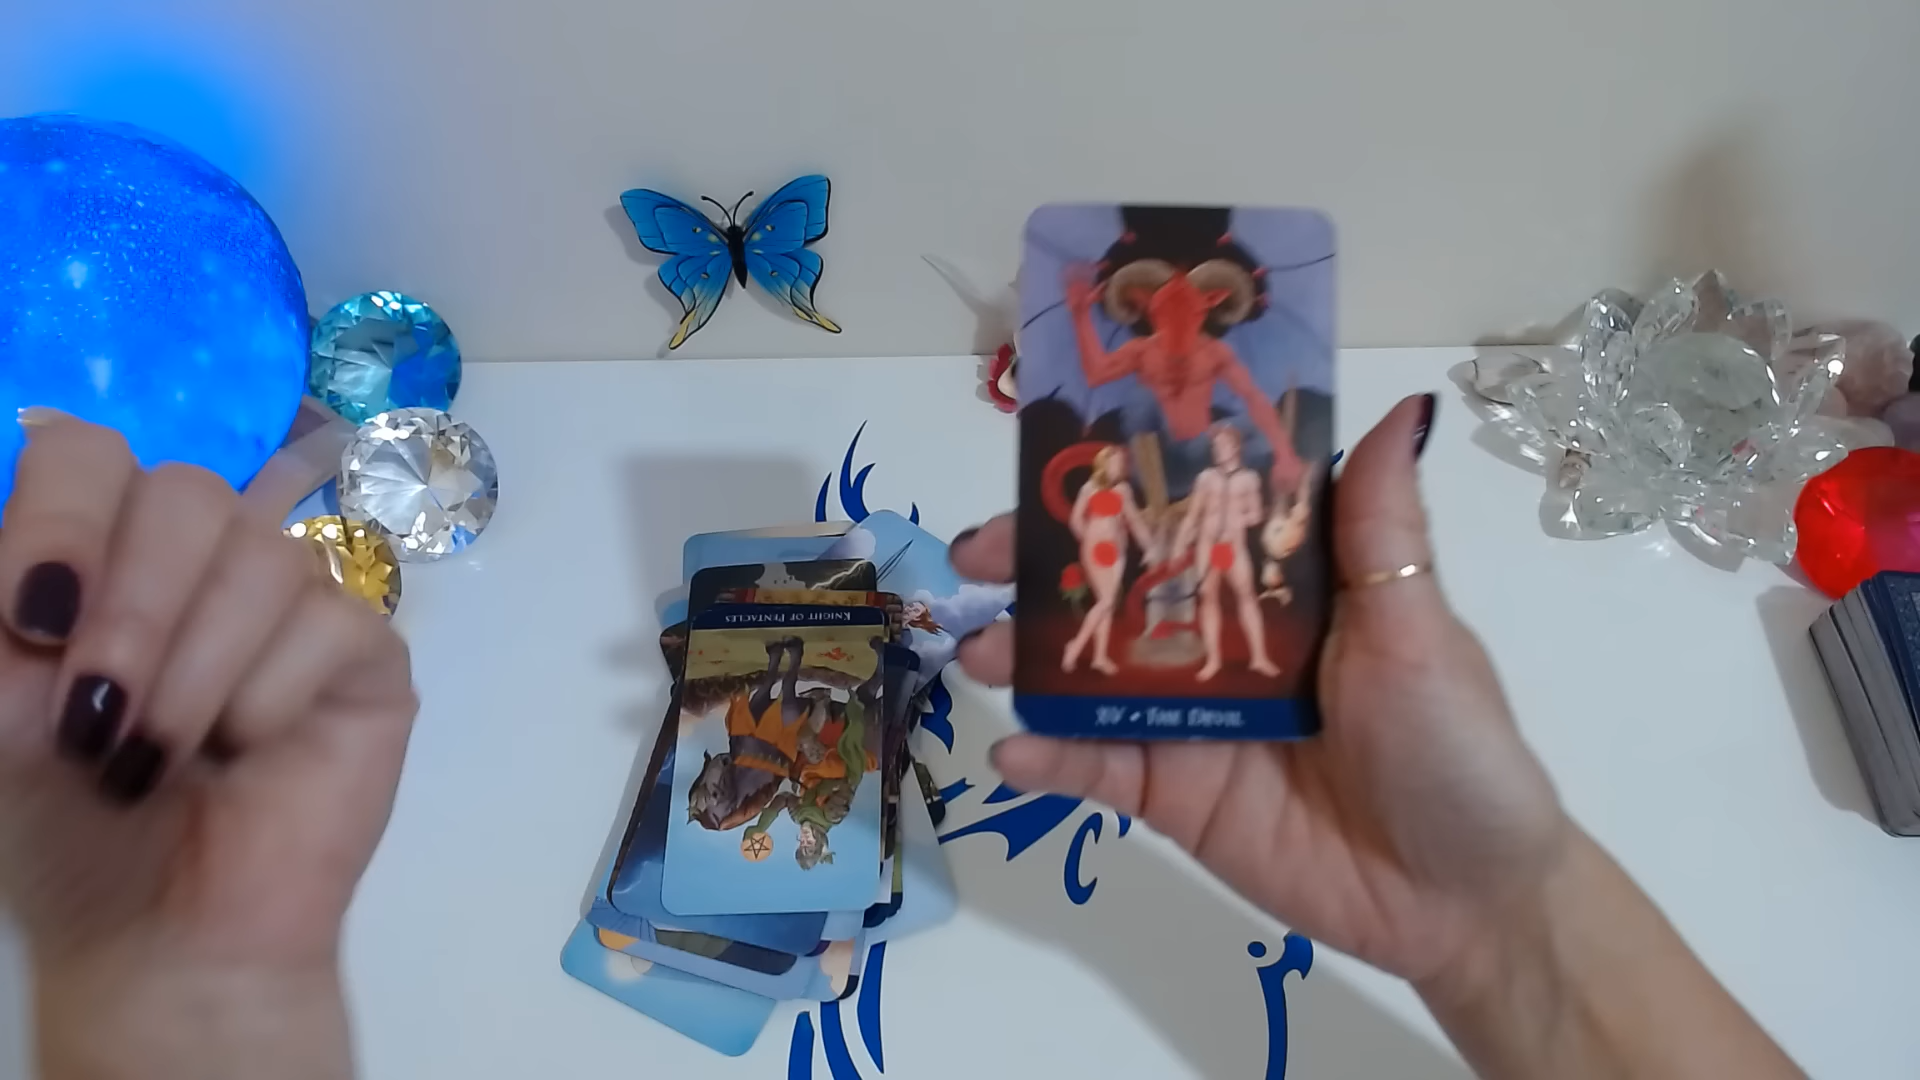 XV • THE DEVIL
KNIGHT OF PENTACLES